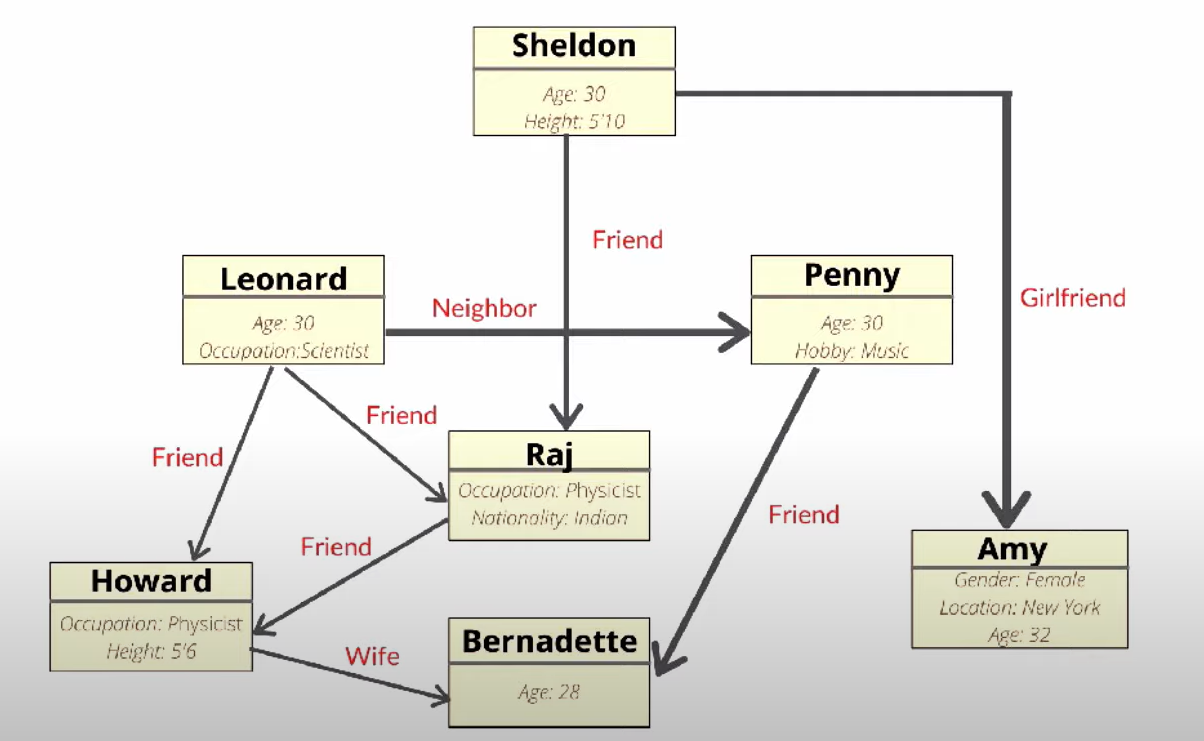 Sheldon
Age: 30
Height: 5'10
Friend
Girlfriend
Leonard
Age: 30
Occupation:Scientist
Neighbor
Penny
Age: 30
Hobby: Music
Friend
Friend
Raj
Occupation: Physicist
Nationality: Indian
Friend
Friend
Howard
Occupation: Physicist
Height: 5'6
Wife
Bernadette
Age: 28
Amy
Gender: Female
Location: New York
Age: 32